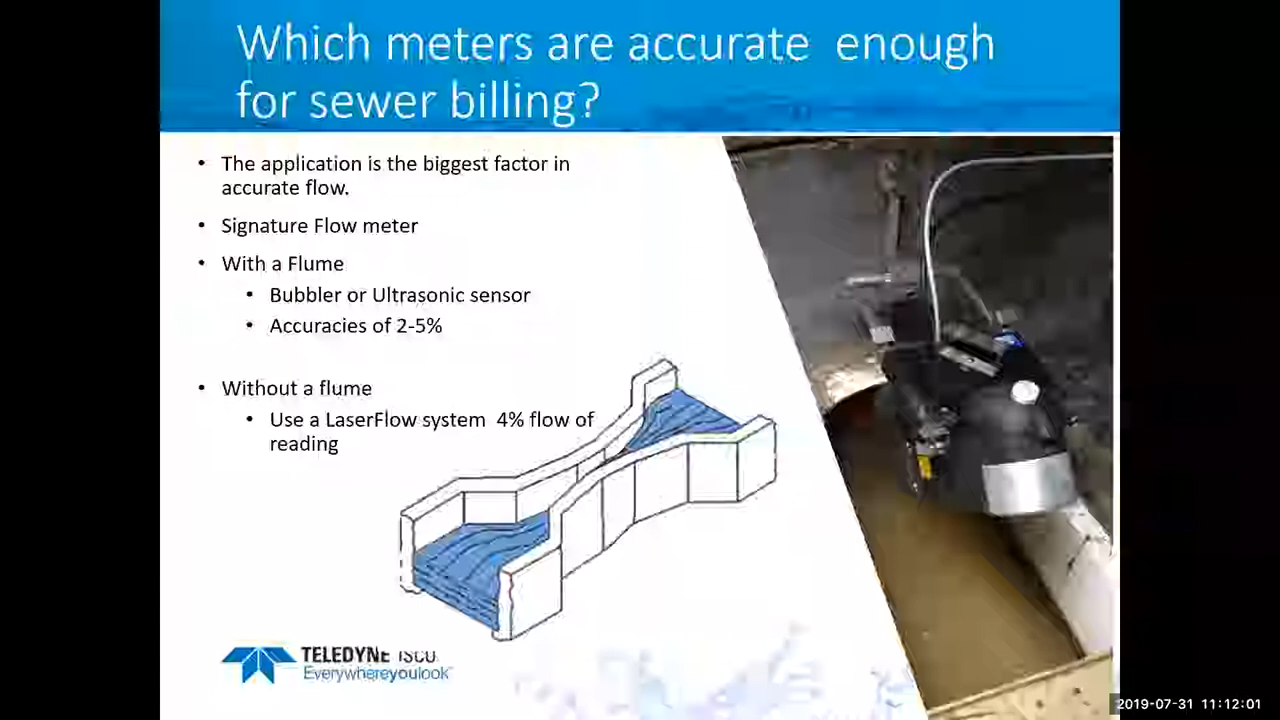 Which meters are accurate enough
for sewer billing?
• The application is the biggest factor in
accurate flow.
• Signature Flow meter
• With a Flume
• Bubbler or Ultrasonic sensor
• Accuracies of 2-5%
• Without a flume
• Use a LaserFlow system 4% flow of
reading
TELEDYNE ISCO
Everywhereyoulook
2019-07-31 11:12:01